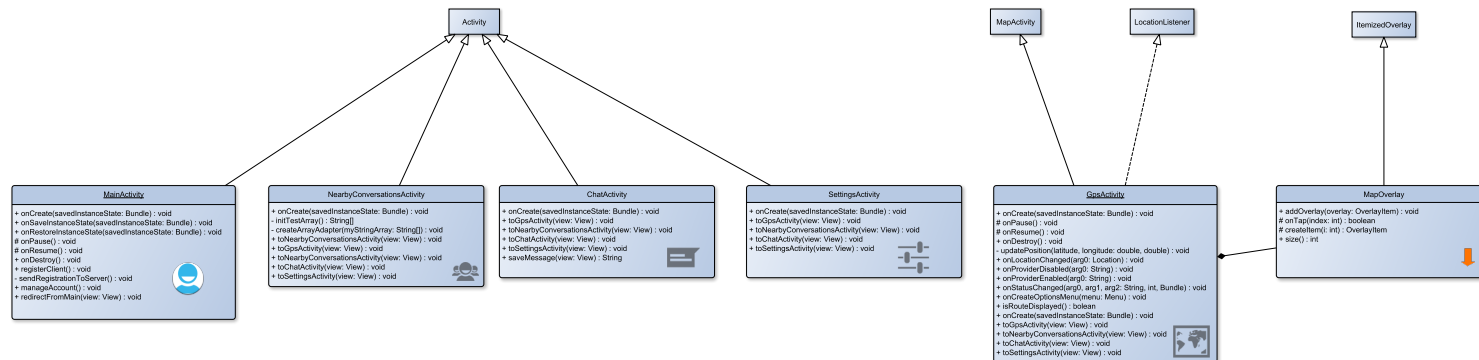 Activity
MapActivity
LocationListener
ItemizedOverlay
MainActivity
+ onCreate(savedInstanceState: Bundle) : void
+ onSaveInstanceState(savedInstanceState: Bundle) : void
+ onRestoreInstanceState(savedInstanceState: Bundle) : void
# onPause() : void
# onResume() : void
+ onDestroy() : void
+ registerClient() : void
- sendRegistrationToServer() : void
+ manageAccount() : void
+ redirectFromMain(view: View) : void
NearbyConversationsActivity
+ onCreate(savedInstanceState: Bundle) : void
- initTestArray() : String[]
- createArrayAdapter(myStringArray: String[]) : void
+ toNearbyConversationsActivity(view: View) : void
+ toGpsActivity(view: View) : void
+ toNearbyConversationsActivity(view: View) : void
+ toChatActivity(view: View) : void
+ toSettingsActivity(view: View) : void
ChatActivity
+ onCreate(savedInstanceState: Bundle) : void
+ toGpsActivity(view: View) : void
+ toNearbyConversationsActivity(view: View) : void
+ toChatActivity(view: View) : void
+ toSettingsActivity(view: View) : void
+ saveMessage(view: View) : String
SettingsActivity
+ onCreate(savedInstanceState: Bundle) : void
+ toGpsActivity(view: View) : void
+ toNearbyConversationsActivity(view: View) : void
+ toChatActivity(view: View) : void
+ toSettingsActivity(view: View) : void
GpsActivity
+ onCreate(savedInstanceState: Bundle) : void
# onPause() : void
# onResume() : void
+ onDestroy() : void
- updatePosition(latitude, longitude: double, double) : void
+ onLocationChanged(arg0: Location) : void
+ onProviderDisabled(arg0: String) : void
+ onProviderEnabled(arg0: String) : void
+ onStatusChanged(arg0, arg1, arg2: String, int, Bundle) : void
+ onCreateOptionsMenu(menu: Menu) : void
+ isRouteDisplayed() : bolean
+ onCreate(savedInstanceState: Bundle) : void
+ toGpsActivity(view: View) : void
+ toNearbyConversationsActivity(view: View) : void
+ toChatActivity(view: View) : void
+ toSettingsActivity(view: View) : void
MapOverlay
+ addOverlay(overlay: OverlayItem) : void
# onTap(index: int) : boolean
# createItem(i: int) : OverlayItem
+ size() : int